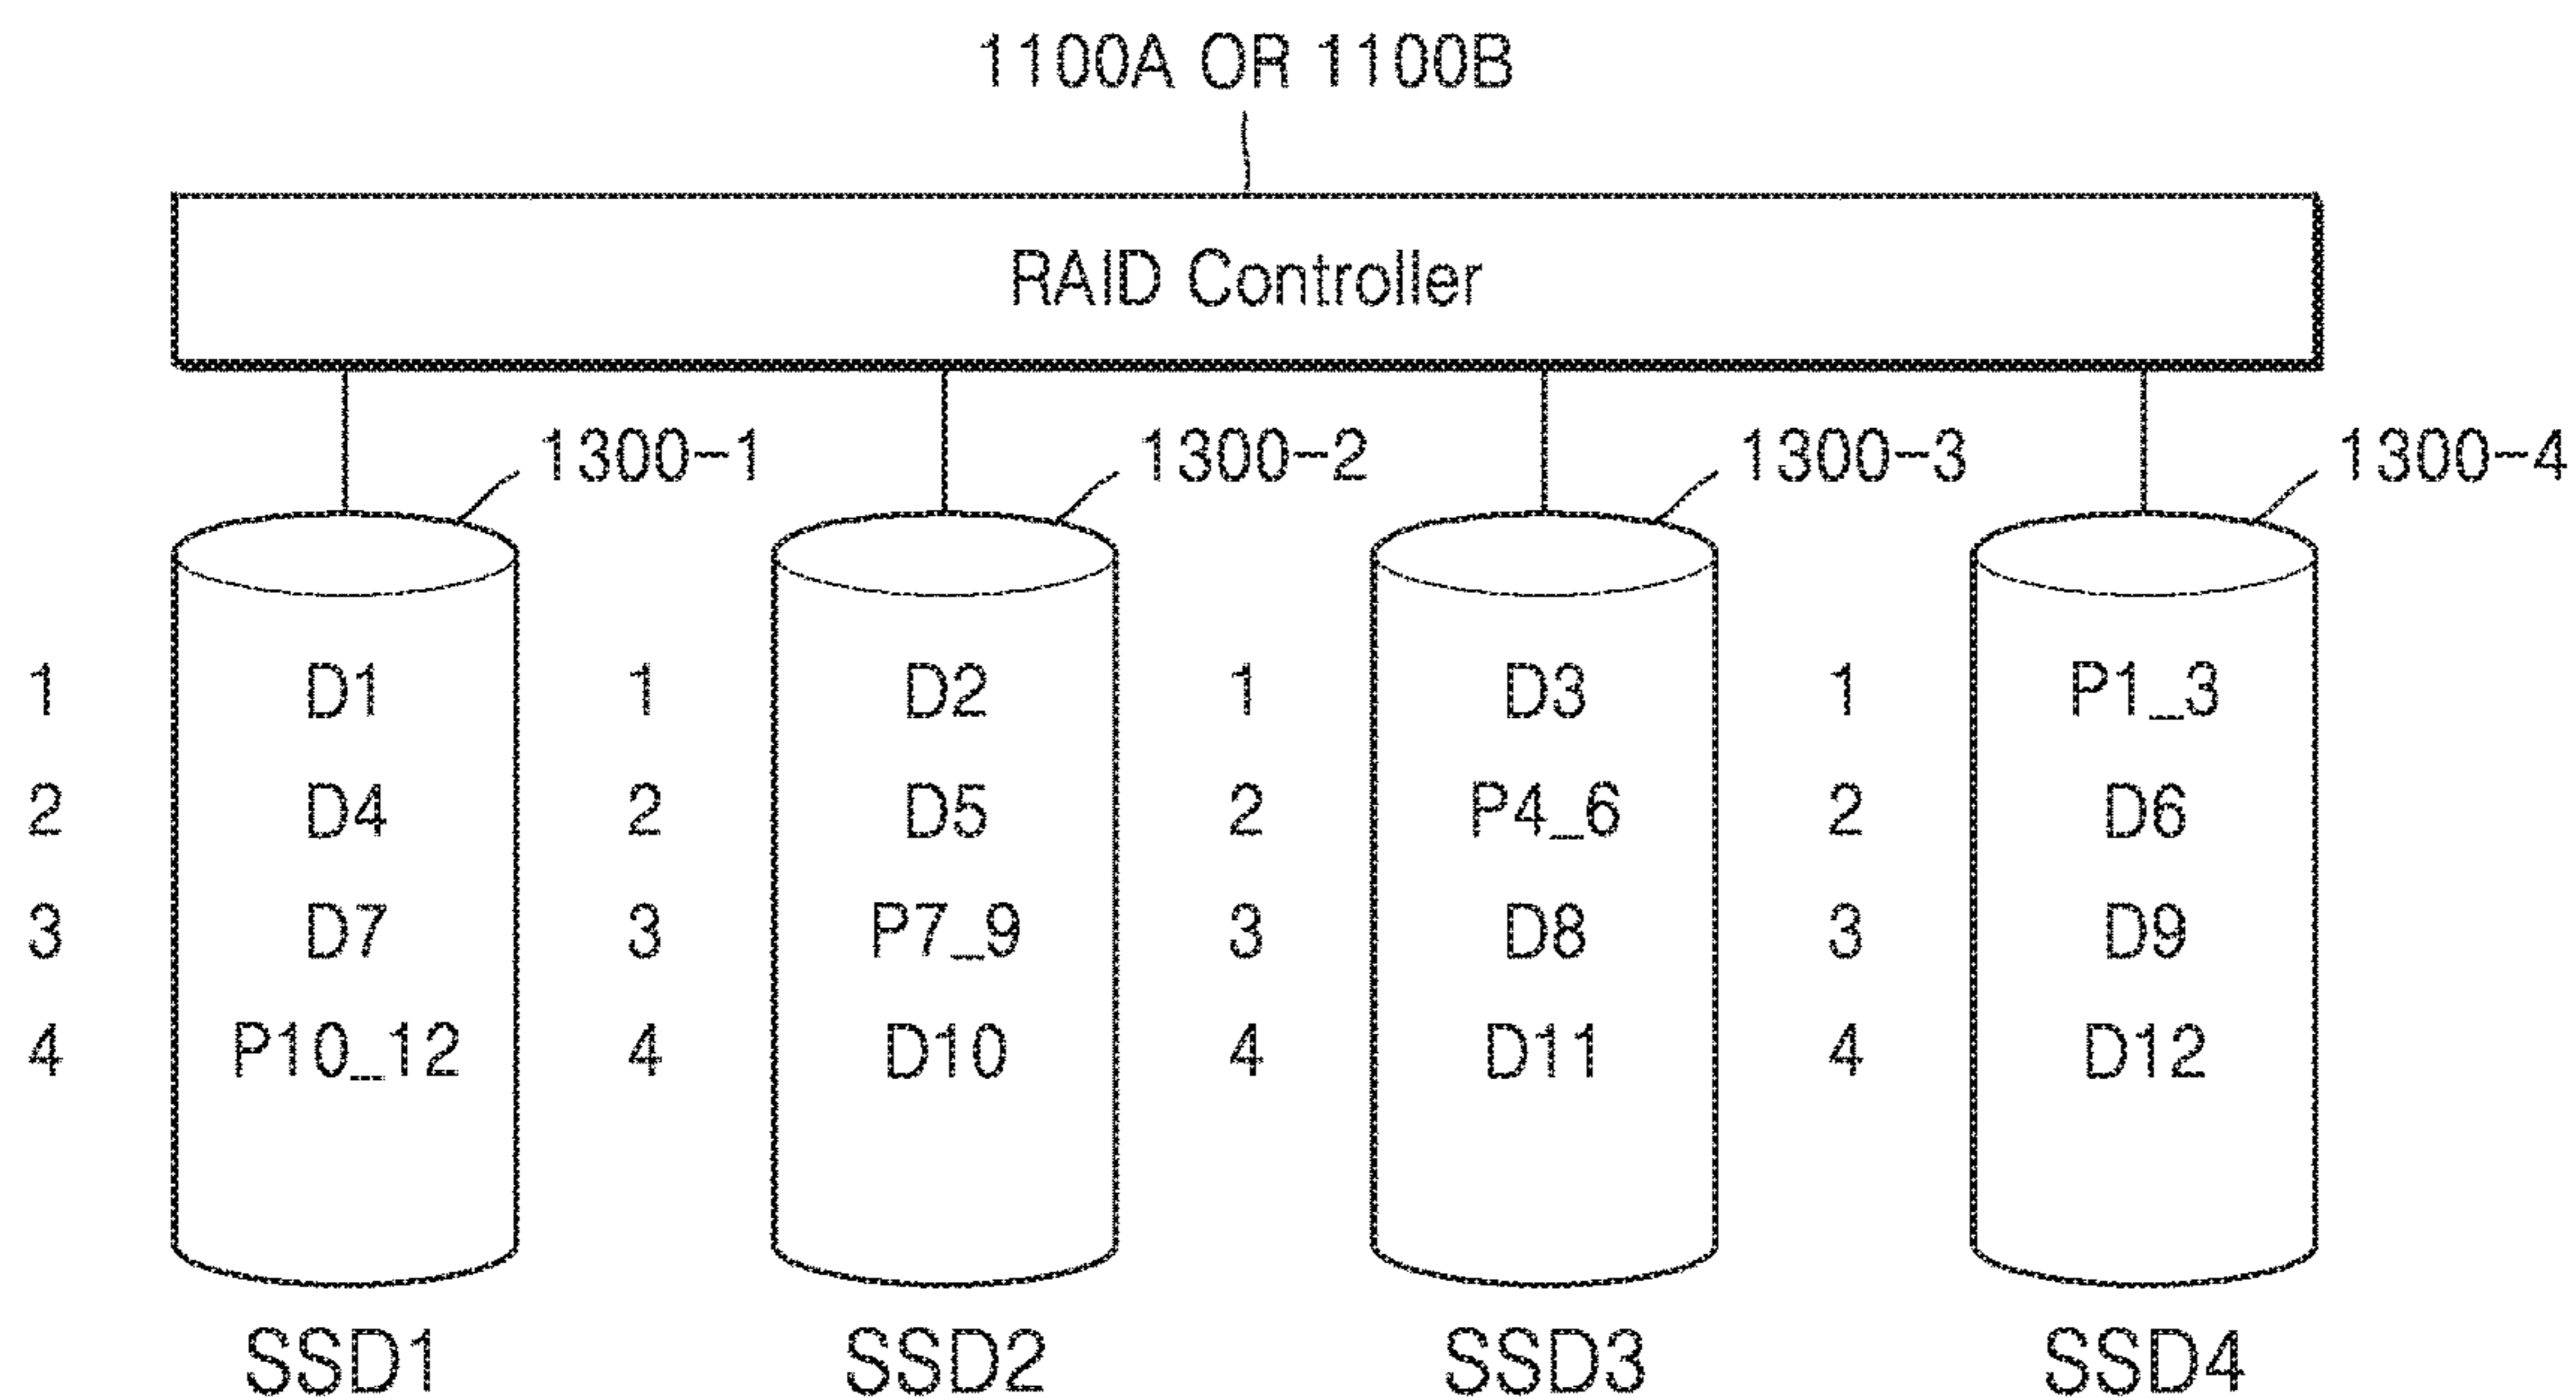 1100A OR 1100B
RAID Controller
1300-1 1300-2 1300-3 1300-4
1 D1 1 D2 1 D3 1 P1_3
2 D4 2 D5 2 P4_6 2 D6
3 D7 3 P7_9 3 D8 3 D9
4 P10_12 4 D10 4 D11 4 D12
SSD1 SSD2 SSD3 SSD4